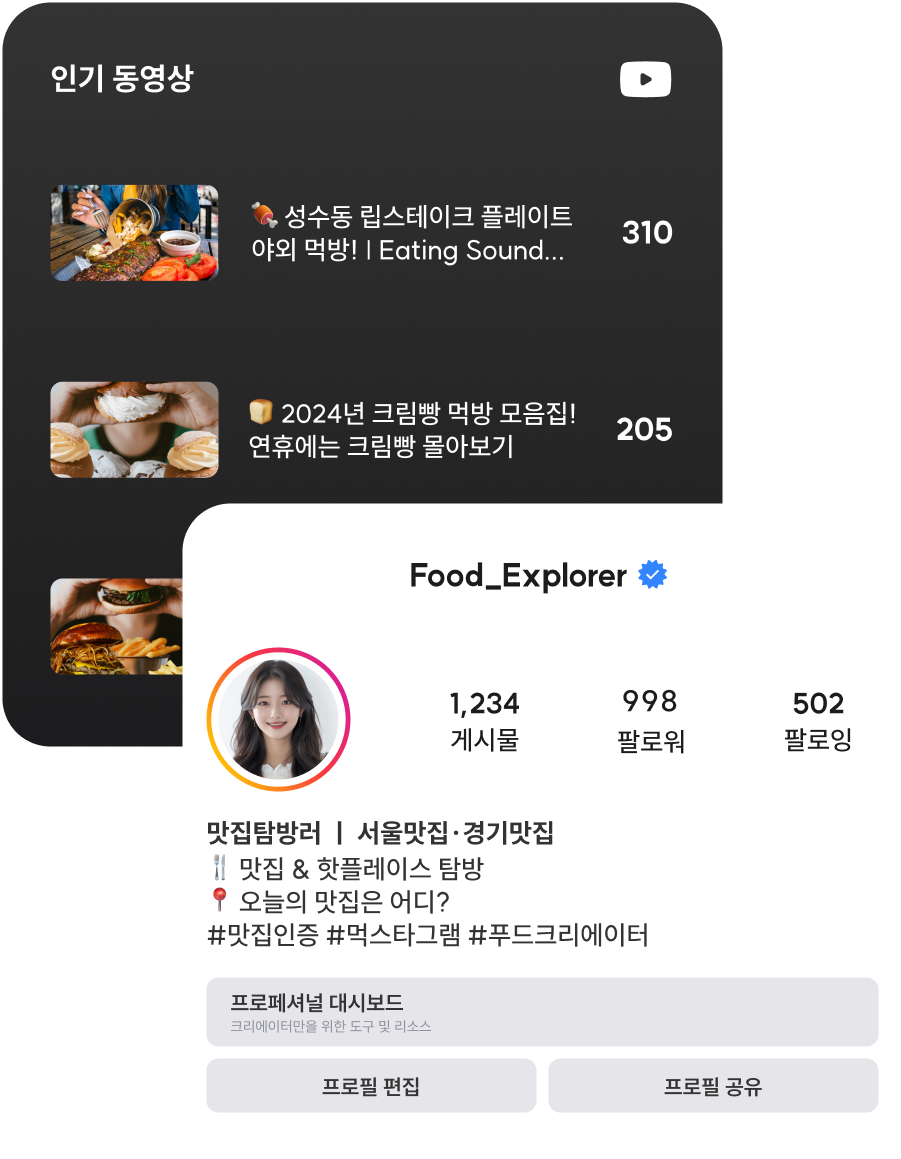 인기 동영상
🍖 성수동 립스테이크 플레이트
야외 먹방! | Eating Sound...
310
🍞 2024년 크림빵 먹방 모음집!
연휴에는 크림빵 몰아보기
205
Food_Explorer
1,234
게시물
998
팔로워
502
팔로잉
맛집탐방러 ㅣ 서울맛집·경기맛집
🍴 맛집 & 핫플레이스 탐방
📍 오늘의 맛집은 어디?
#맛집인증 #먹스타그램 #푸드크리에이터
프로페셔널 대시보드
크리에이터만을 위한 도구 및 리소스
프로필 편집
프로필 공유